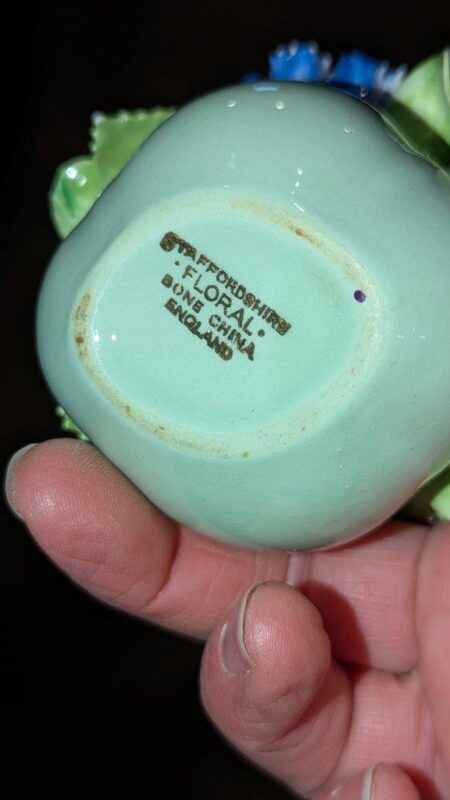 STAFFORDSHIRE
·FLORAL·
BONE CHINA
ENGLAND